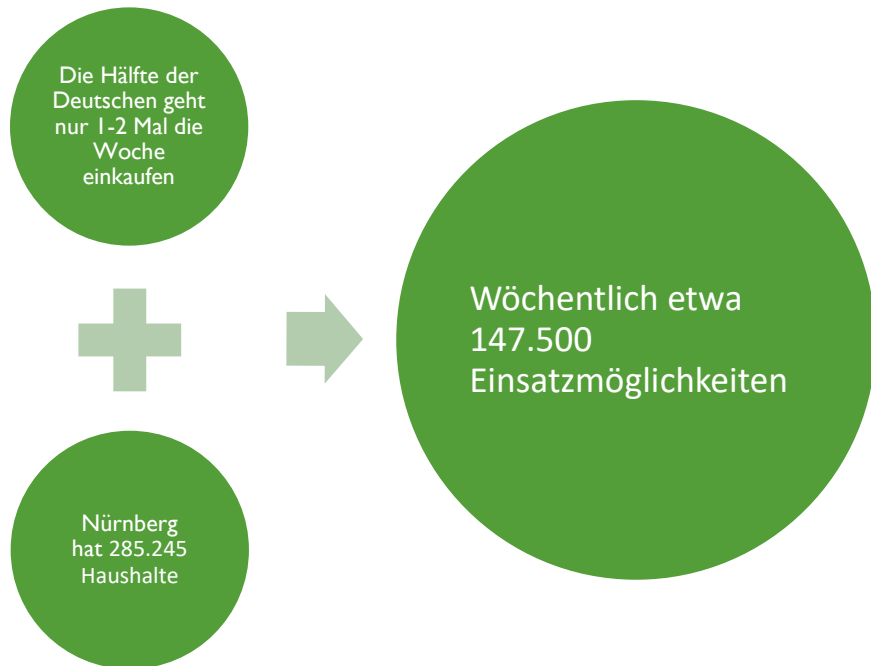 Die Hälfte der
Deutschen geht
nur 1-2 Mal die
Woche
einkaufen
Nürnberg
hat 285.245
Haushalte
Wöchentlich etwa
147.500
Einsatzmöglichkeiten